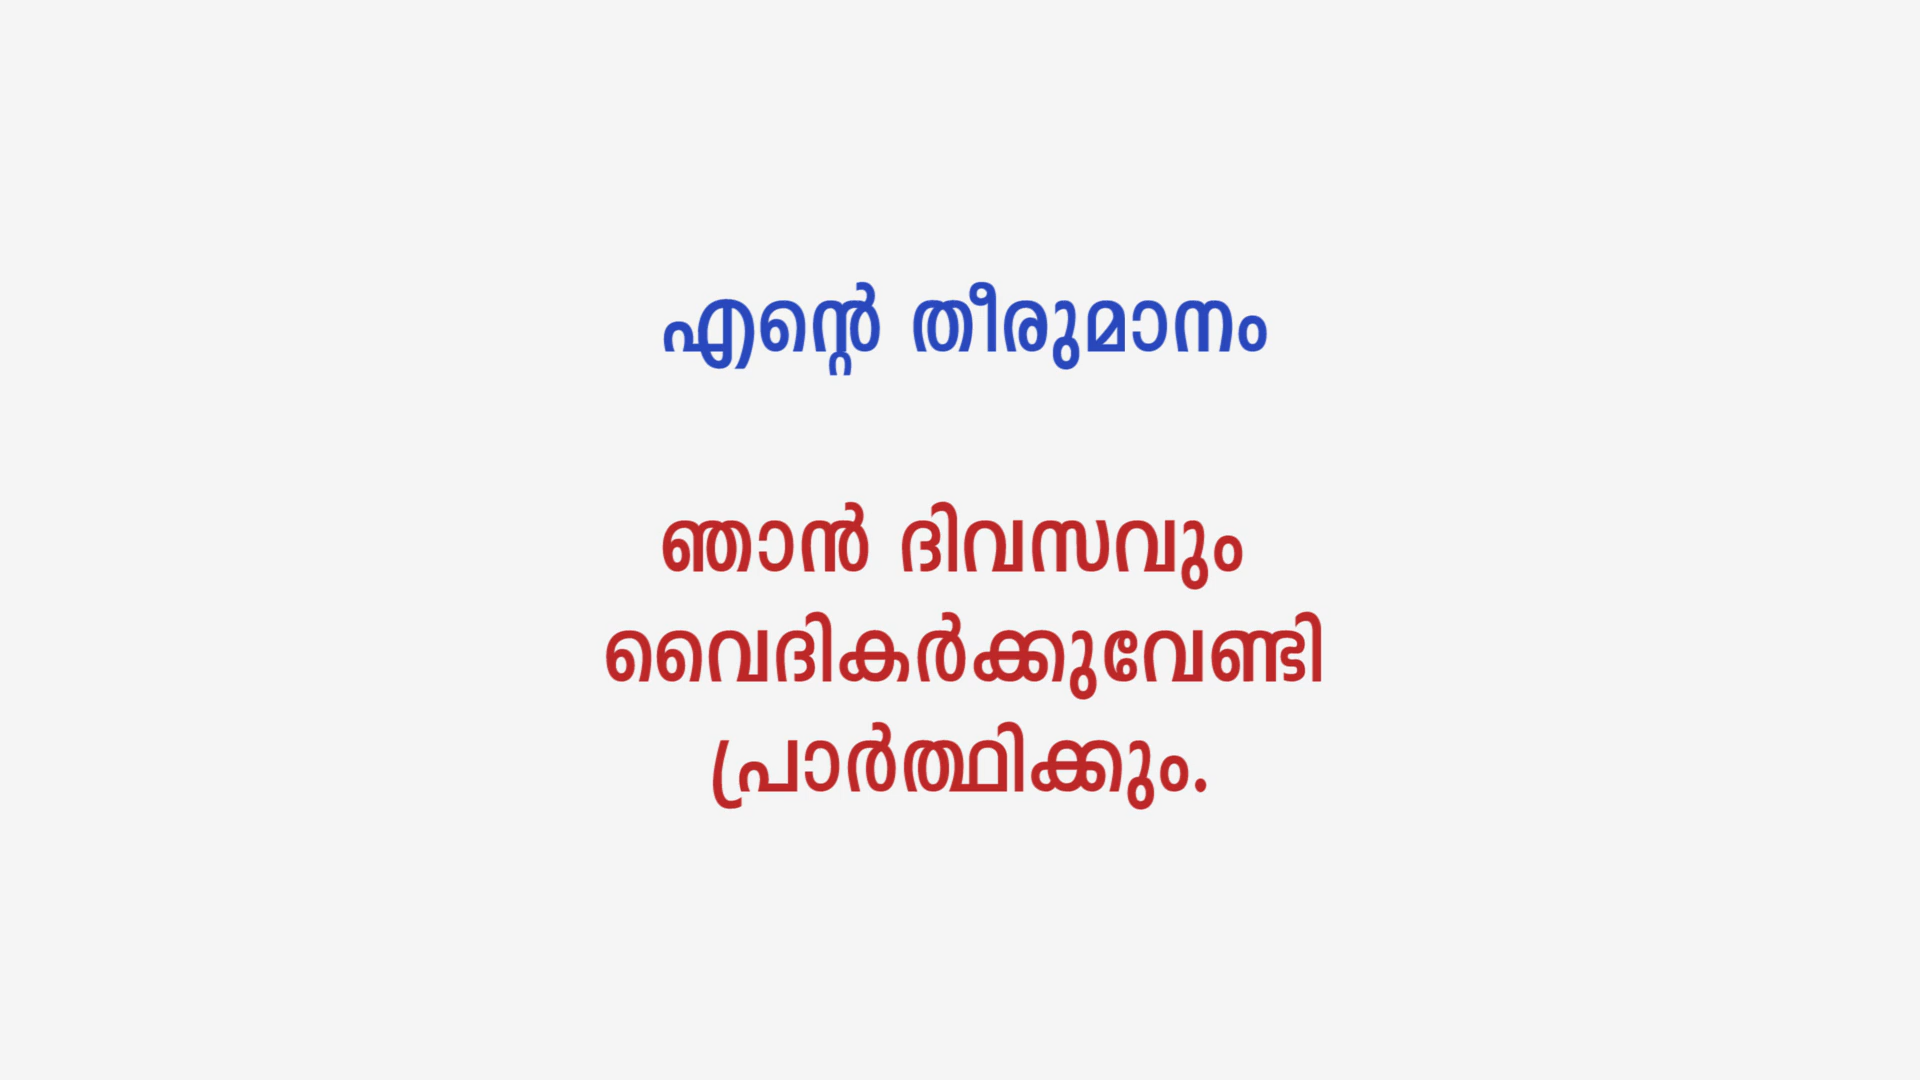 എന്റെൻ തീരുമാനം
ഞാൻ ദിവസവും
വൈദികർക്കുവേണ്ടി
പ്രാർത്ഥിക്കും.